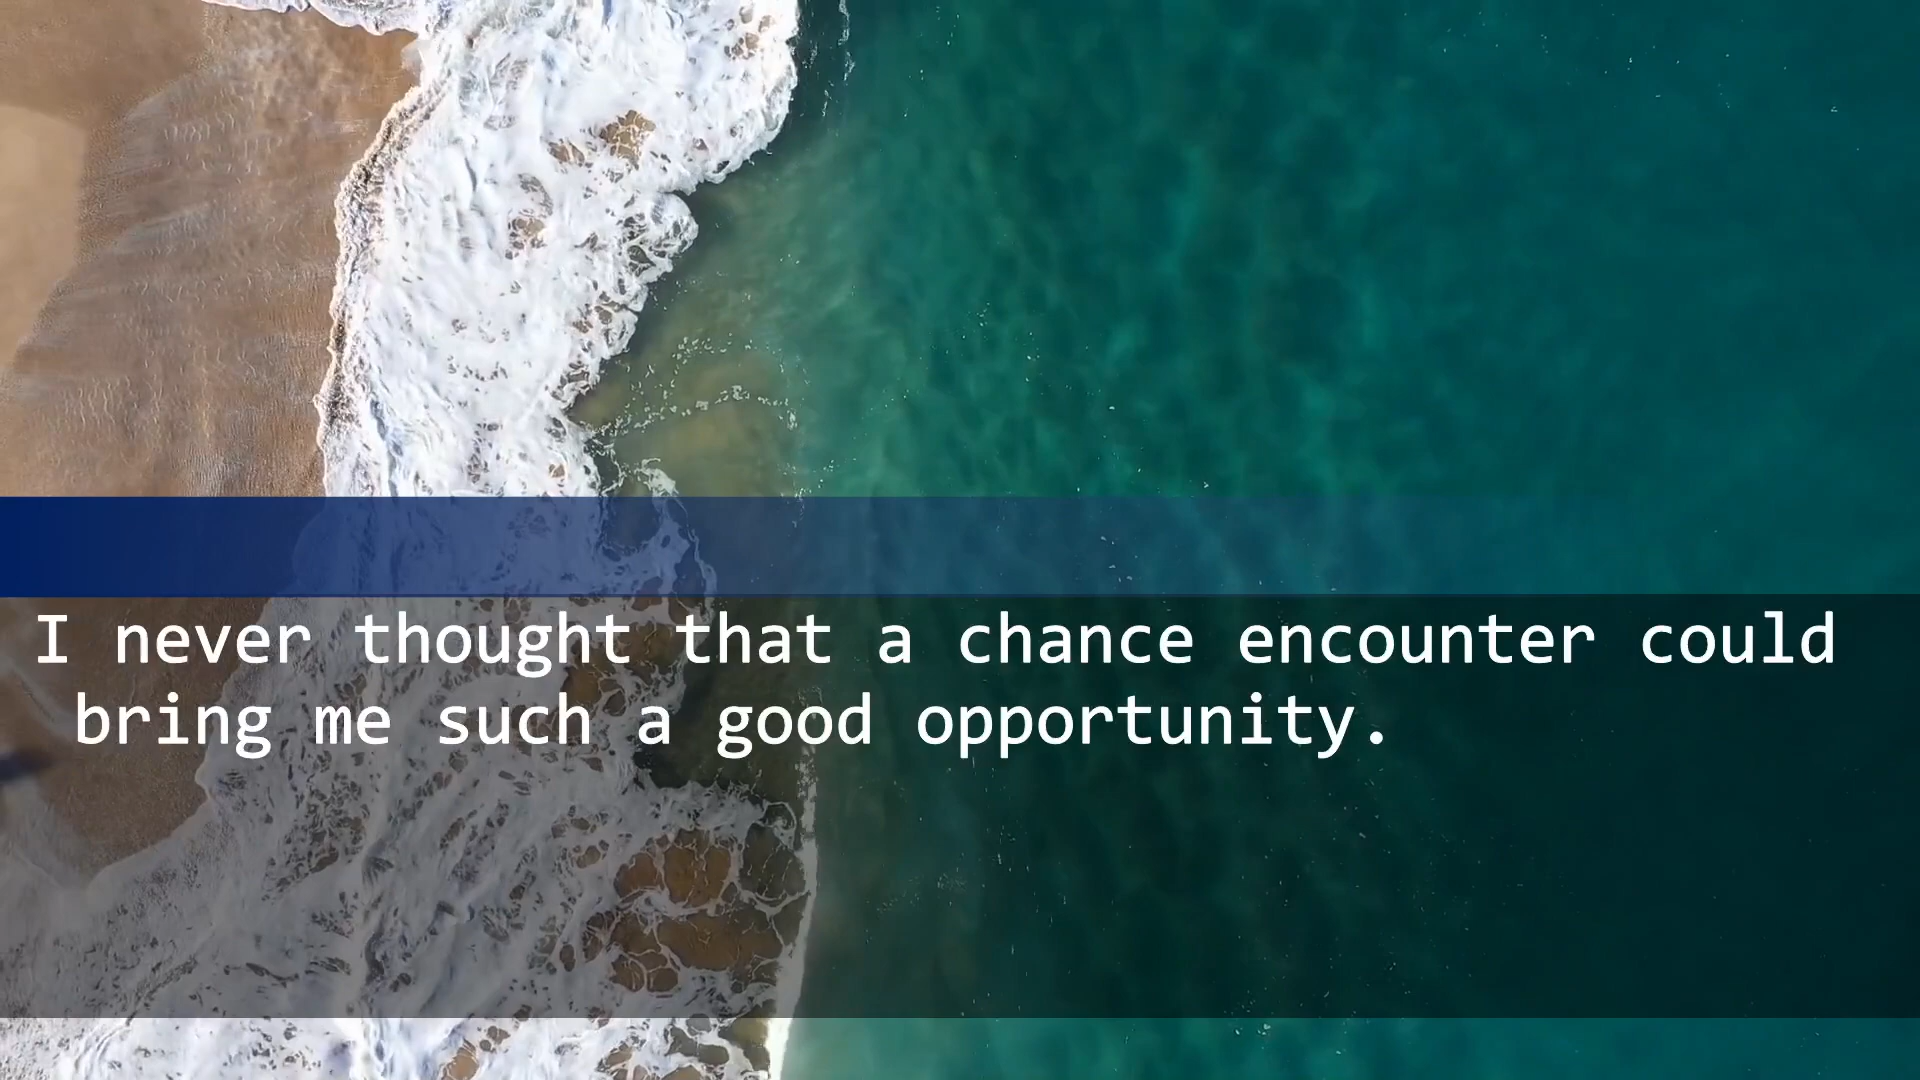 I never thought that a chance encounter could
bring me such a good opportunity.